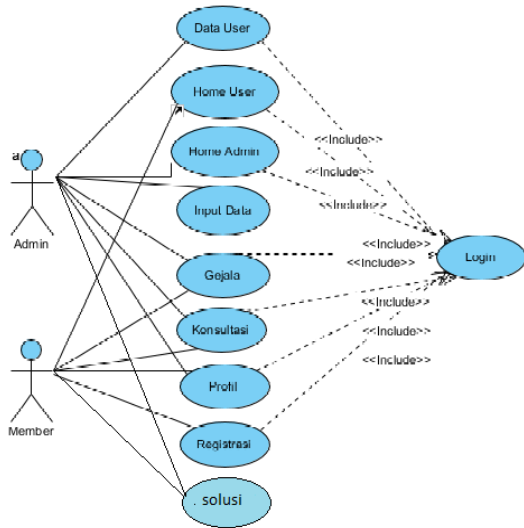 Data User
Home User
<<Include>>
a
Home Admin
<<Include>>
Input Data
Admin
<<Include>>
Gejala
<<Include>>
Login
<<Include>>
Konsultasi
<<Include>>
<<Include>>
Profil
Member
Registrasi
. solusi